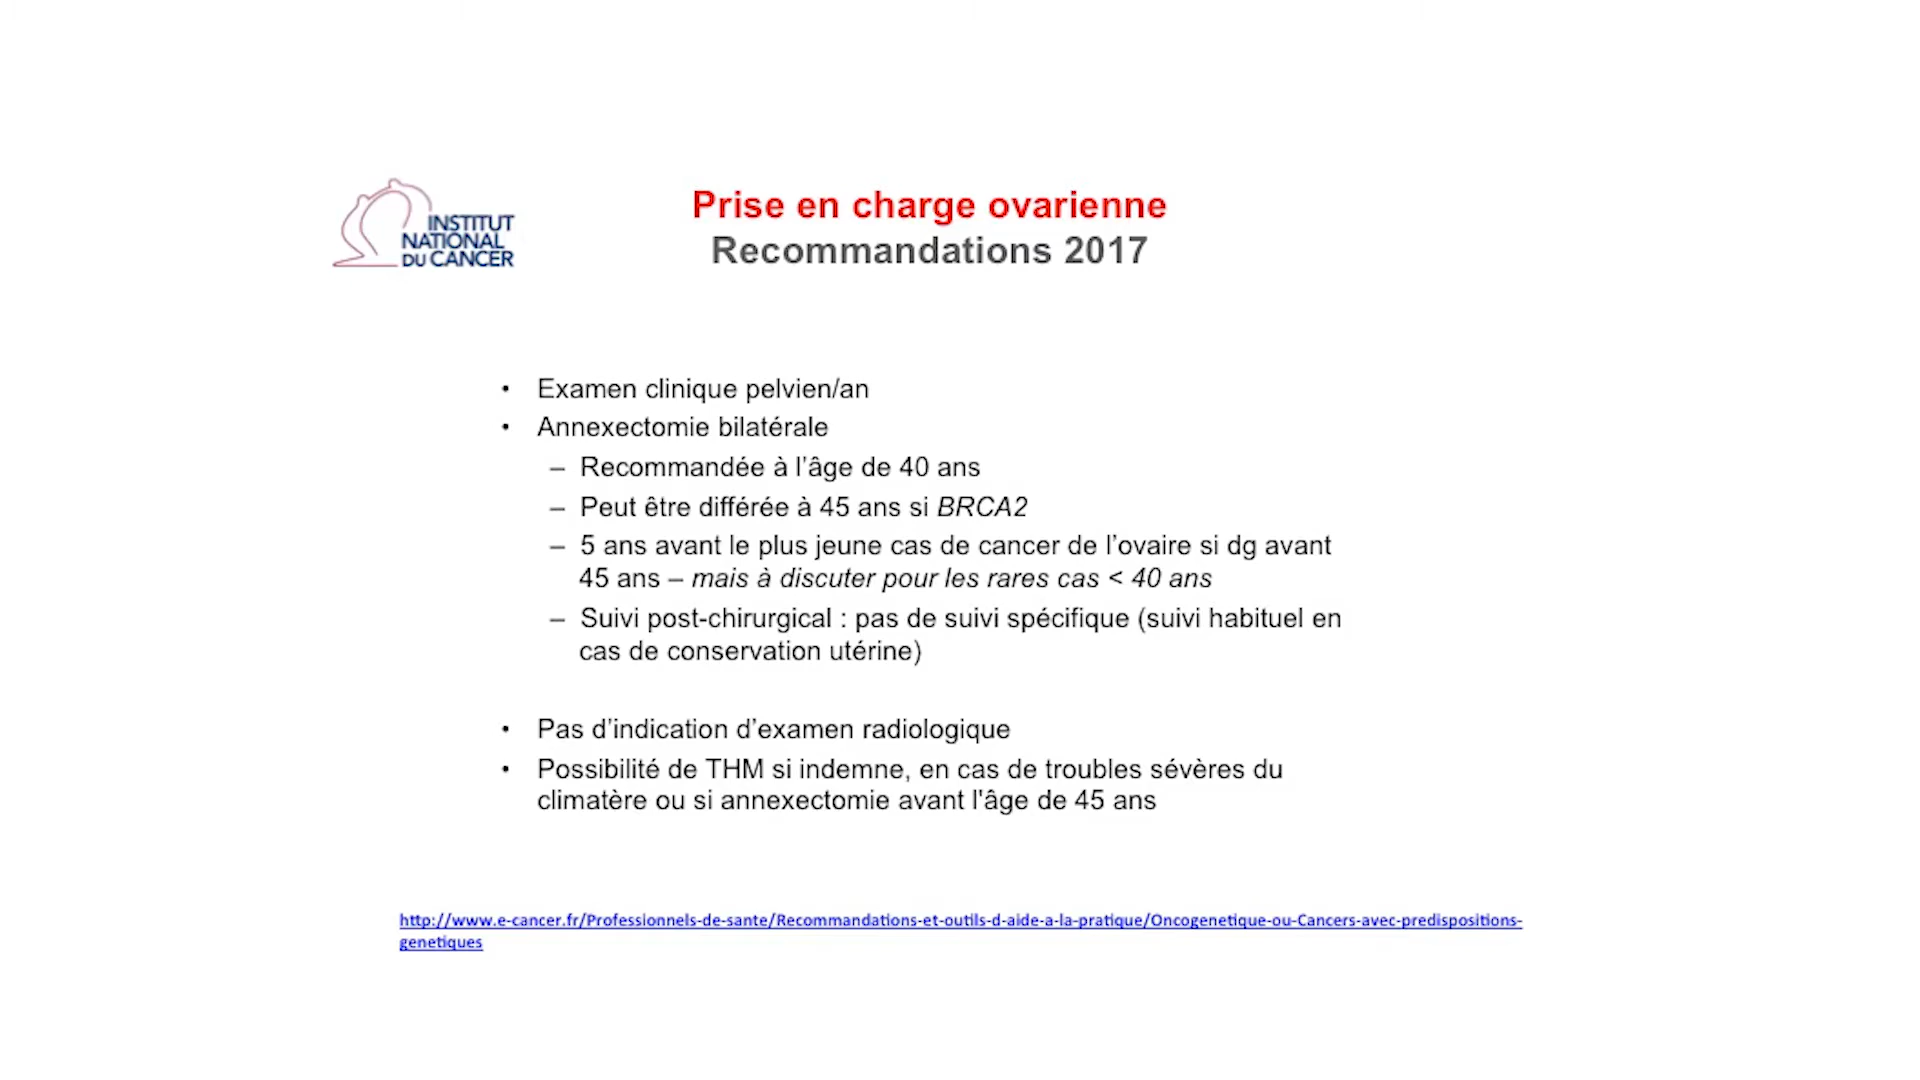 INSTITUT
NATIONAL
DU CANCER
Prise en charge ovarienne
Recommandations 2017
• Examen clinique pelvien/an
• Annexectomie bilatérale
– Recommandée à l’âge de 40 ans
– Peut être différée à 45 ans si BRCA2
– 5 ans avant le plus jeune cas de cancer de l’ovaire si dg avant
45 ans – mais à discuter pour les rares cas < 40 ans
– Suivi post-chirurgical : pas de suivi spécifique (suivi habituel en
cas de conservation utérine)
• Pas d’indication d’examen radiologique
• Possibilité de THM si indemne, en cas de troubles sévères du
climatère ou si annexectomie avant l'âge de 45 ans
http://www.e-cancer.fr/Professionnels-de-sante/Recommandations-et-outils-d-aide-a-la-pratique/Oncogenetique-ou-Cancers-avec-predispositions-
genetiques